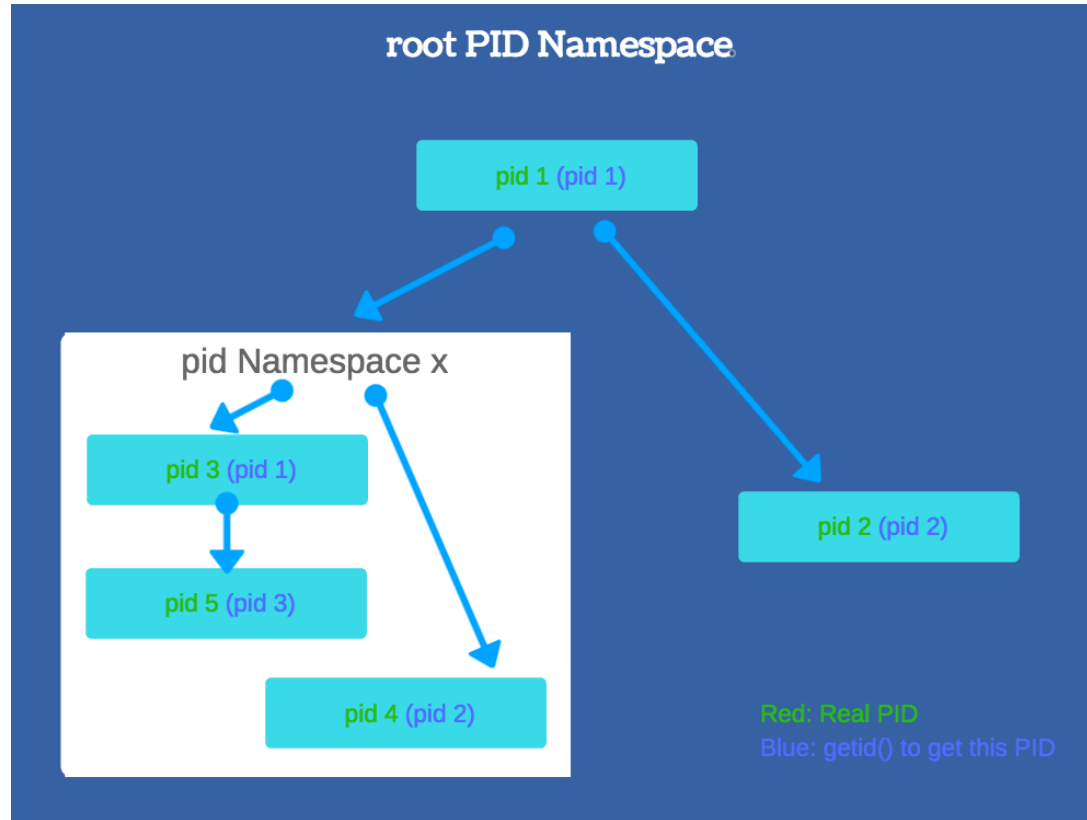 root PID Namespace
pid 1 (pid 1)
pid Namespace x
pid 3 (pid 1)
pid 2 (pid 2)
pid 5 (pid 3)
pid 4 (pid 2)
Red: Real PID
Blue: getid() to get this PID